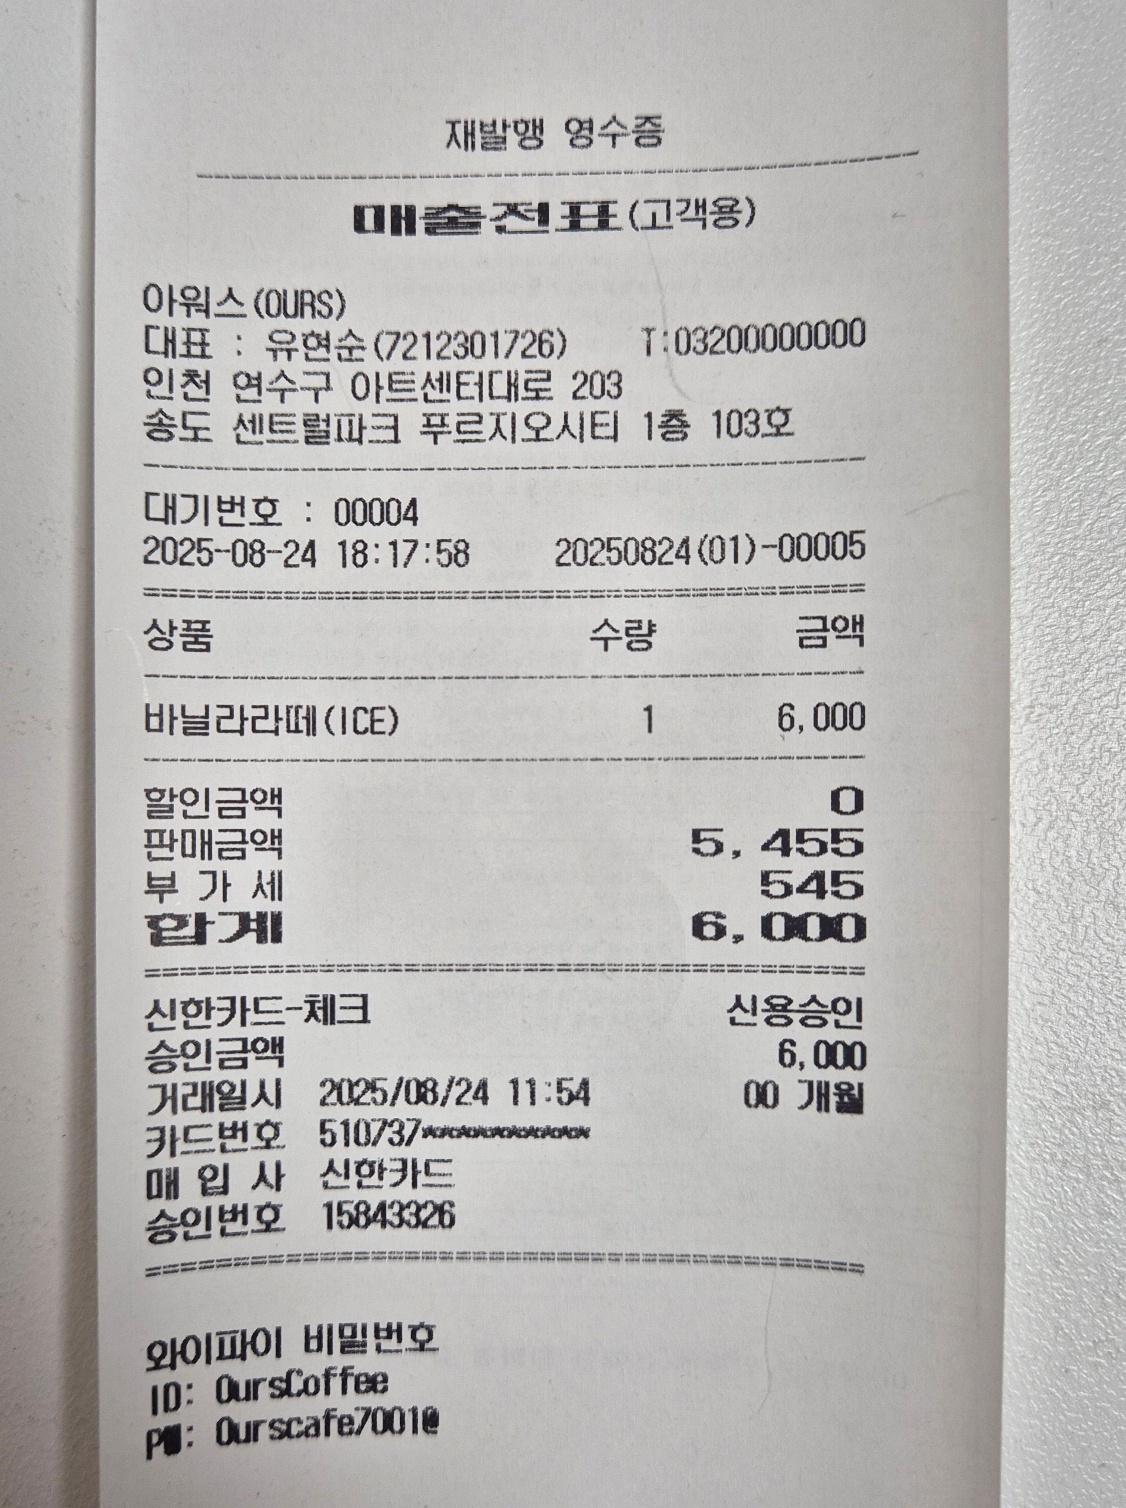 재발행 영수증
매출전표(고객용)
아워스(OURS)
대표 : 유현순(7212301726) T:03200000000
인천 연수구 아트센터대로 203
송도 센트럴파크 푸르지오시티 1층 103호
대기번호 : 00004
2025-08-24 18:17:58 20250824(01)-00005
상품 수량 금액
바닐라라떼(ICE) 1 6,000
할인금액 0
판매금액 5,455
부 가 세 545
합계 6,000
신한카드-체크 신용승인
승인금액 6,000
거래일시 2025/08/24 11:54 00 개월
카드번호 510737**********
매 입 사 신한카드
승인번호 15843326
와이파이 비밀번호
ID: OursCoffee
PW: Ourscafe7001@